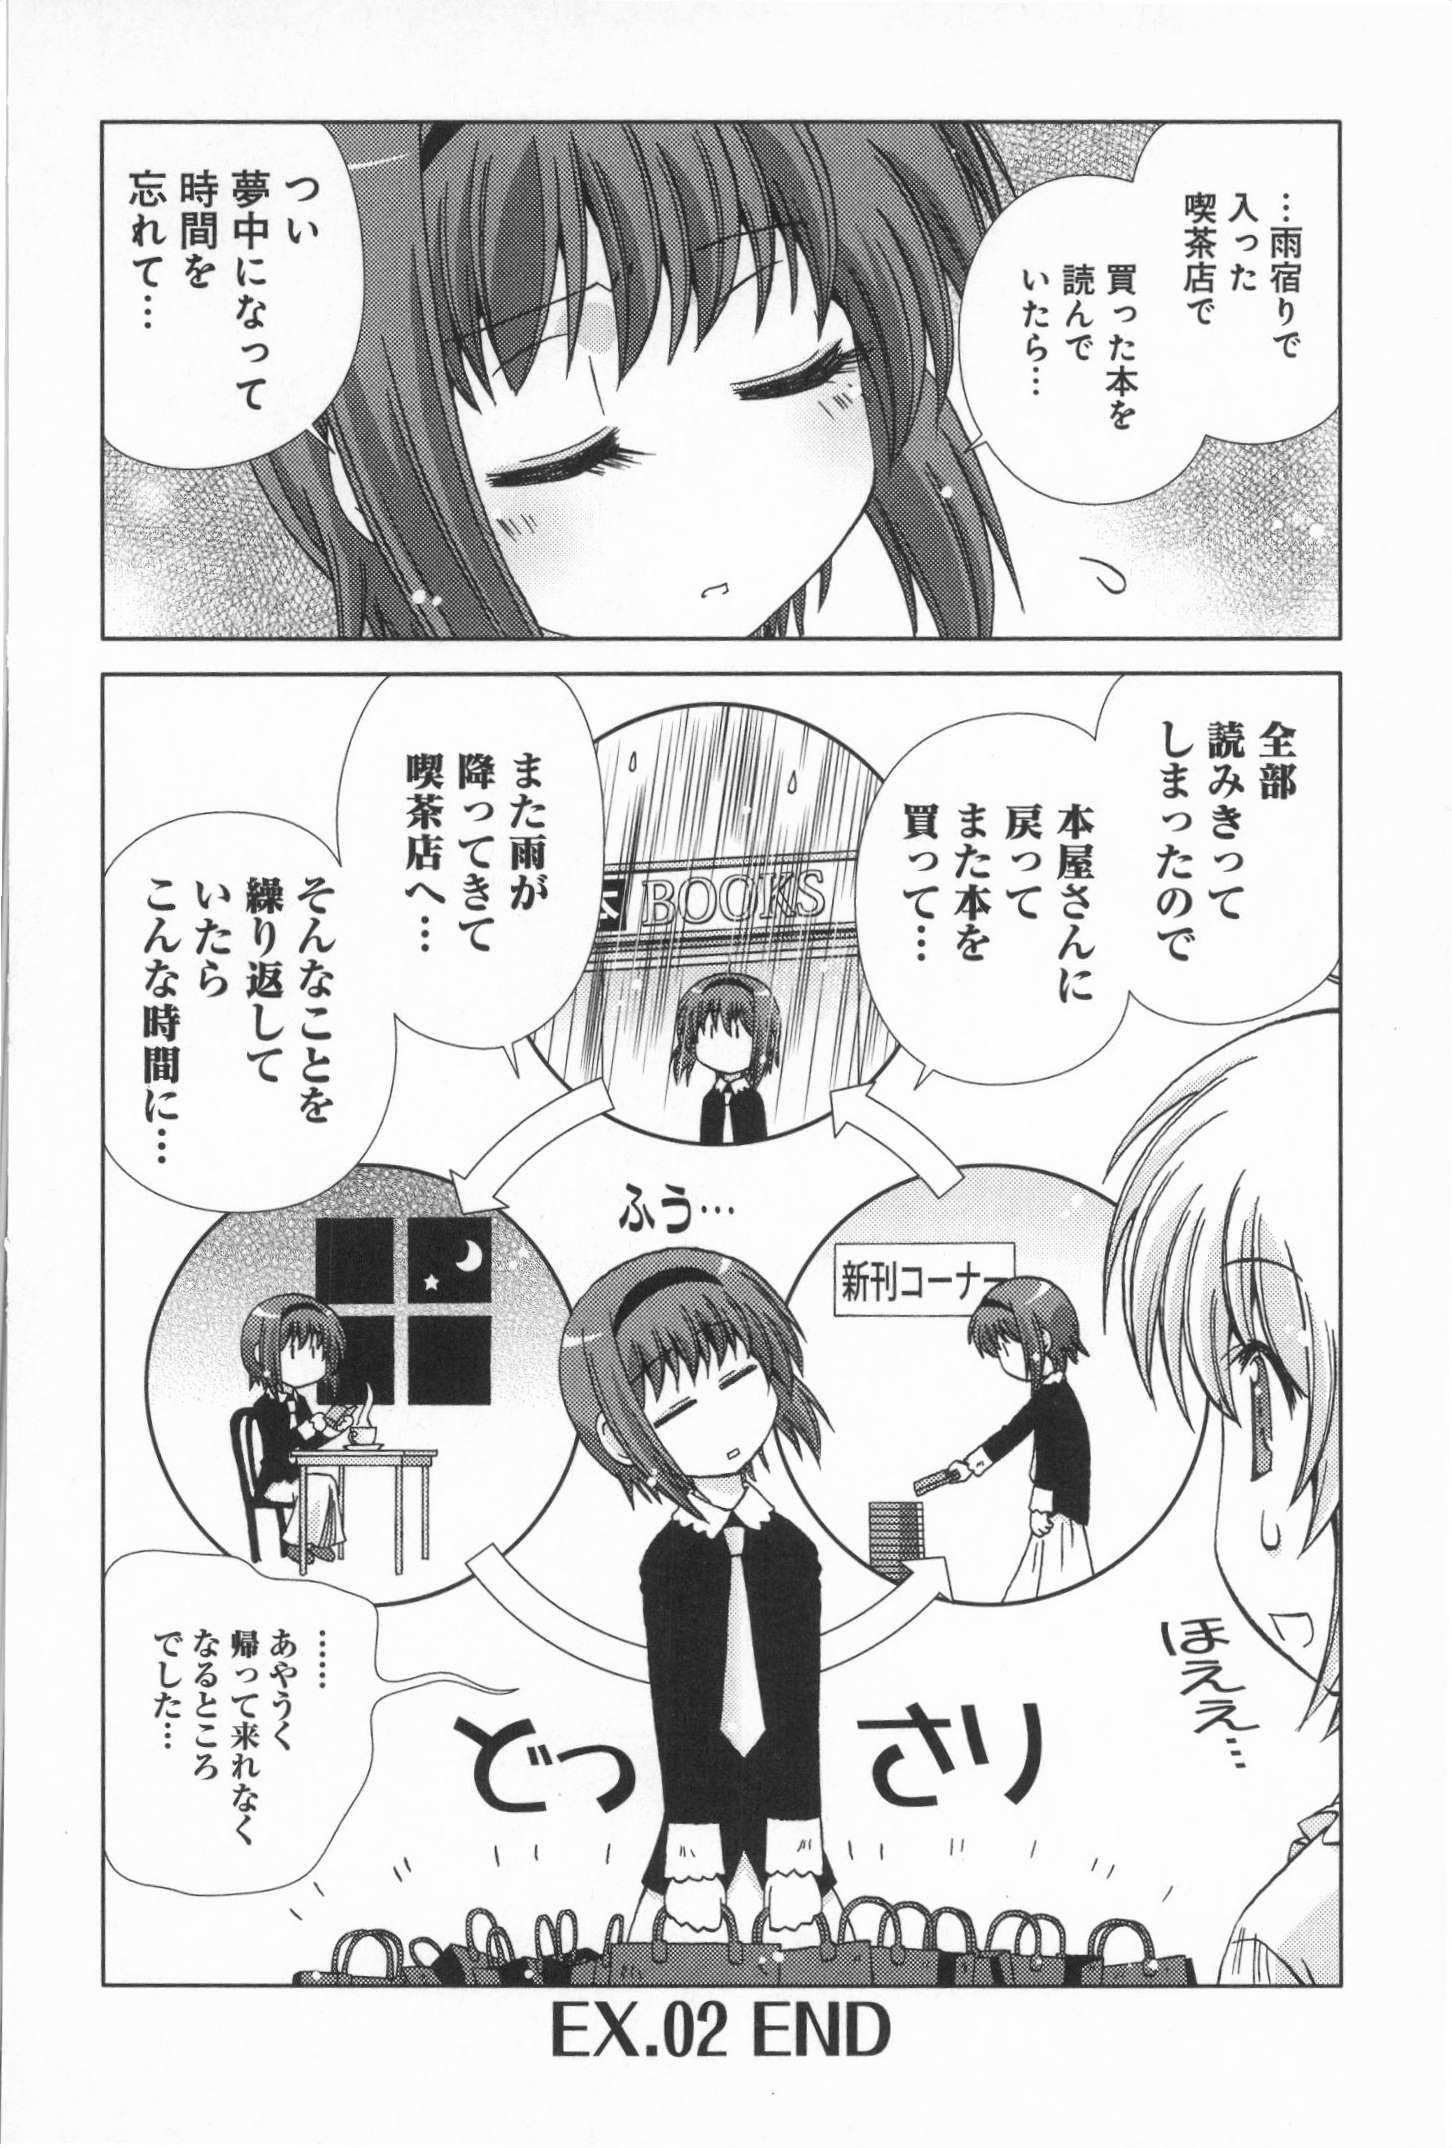 …雨宿りで
入った
喫茶店で
買った本を
読んで
いたら…
つい
夢中になって
時間を
忘れて…
全部
読みきって
しまったので
本屋さんに
戻って
また本を
買って…
BOOKS
また雨が
降ってきて
喫茶店へ…
そんなことを
繰り返して
いたら
こんな時間に…
ふう…
新刊コーナー
ほええ…
どっさり
……
あやうく
帰って来れなく
なるところ
でした…
EX.02 END